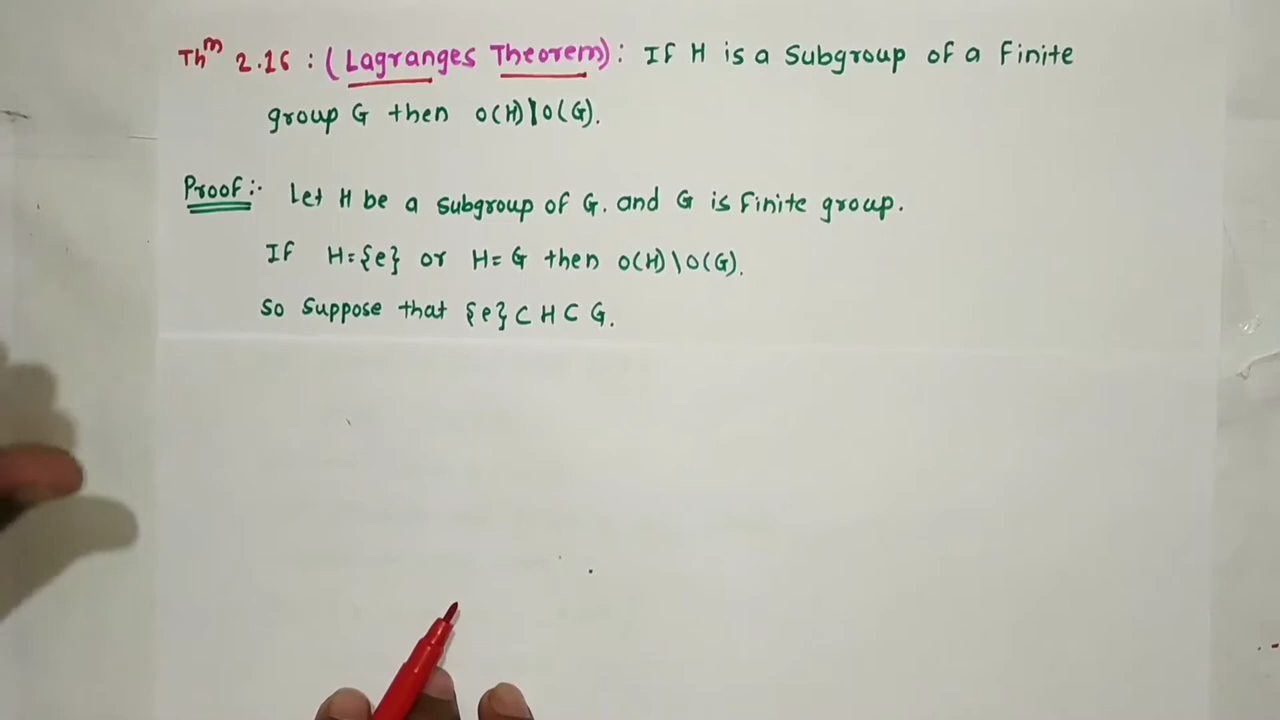 Thm 2.16 : (Lagranges Theorem): If H is a Subgroup of a Finite
group G then o(H)\o(G).
Proof:- Let H be a subgroup of G. and G is Finite group.
If H={e} or H=G then o(H)\o(G).
So Suppose that {e}⊂H⊂G.